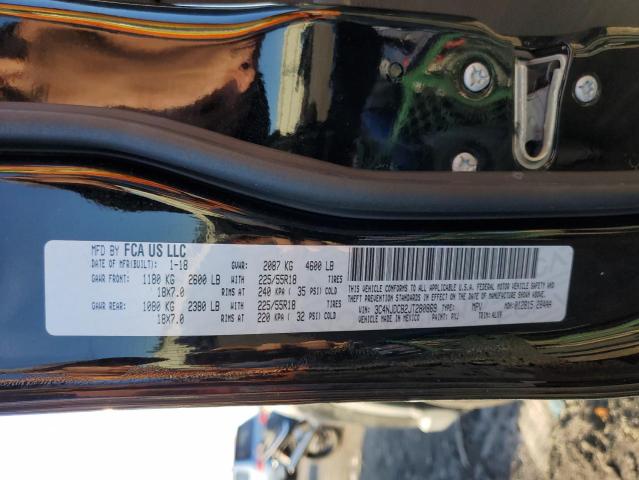 MFD BY FCA US LLC
DATE OF MFR(BUILT): 1-18 GVWR: 2087 KG 4600 LB
GAWR FRONT: 1180 KG 2600 LB WITH 225/55R18 TIRES
18X7.0 RIMS AT 240 KPA ( 35 PSI) COLD
GAWR REAR: 1080 KG 2380 LB WITH 225/55R18 TIRES
18X7.0 RIMS AT 220 KPA ( 32 PSI) COLD
THIS VEHICLE CONFORMS TO ALL APPLICABLE U.S.A. FEDERAL MOTOR VEHICLE SAFETY AND
THEFT PREVENTION STANDARDS IN EFFECT ON THE DATE OF MANUFACTURE SHOWN ABOVE.
VIN: 3C4NJDCB2JT280869 TYPE: MPV MDH:
VEHICLE MADE IN MEXICO PAINT: PXJ TRIM: